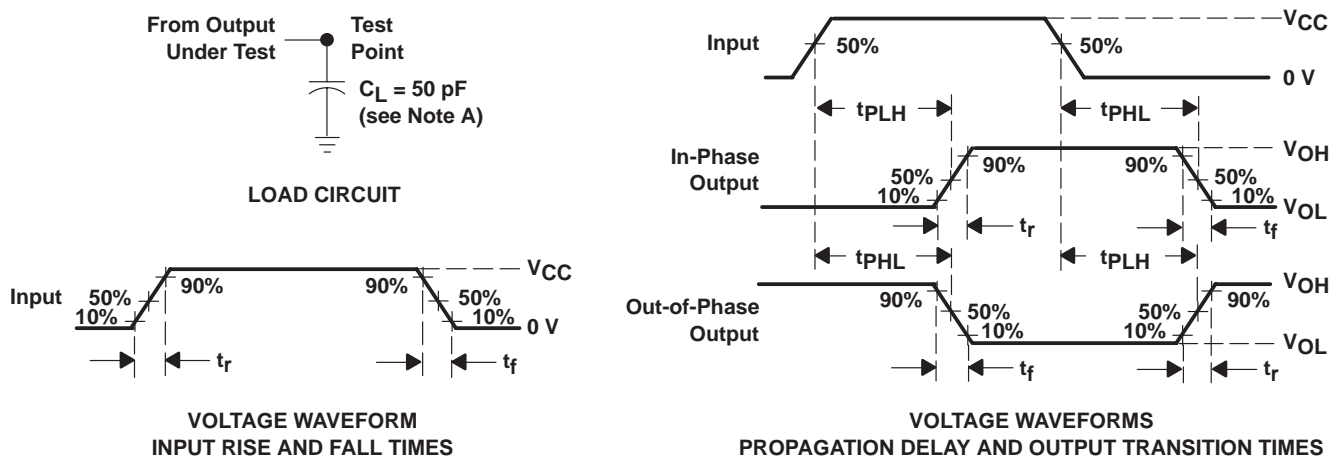 From Output
Under Test
Test
Point
CL = 50 pF
(see Note A)
LOAD CIRCUIT
Input
50%
10%
90%
90%
50%
10%
VCC
0 V
tr
tf
VOLTAGE WAVEFORM
INPUT RISE AND FALL TIMES
Input
50%
50%
VCC
0 V
tPLH
tPHL
In-Phase
Output
50%
10%
90%
90%
50%
10%
VOH
VOL
tr
tf
tPHL
tPLH
Out-of-Phase
Output
90%
50%
10%
50%
10%
90%
VOH
VOL
tf
tr
VOLTAGE WAVEFORMS
PROPAGATION DELAY AND OUTPUT TRANSITION TIMES